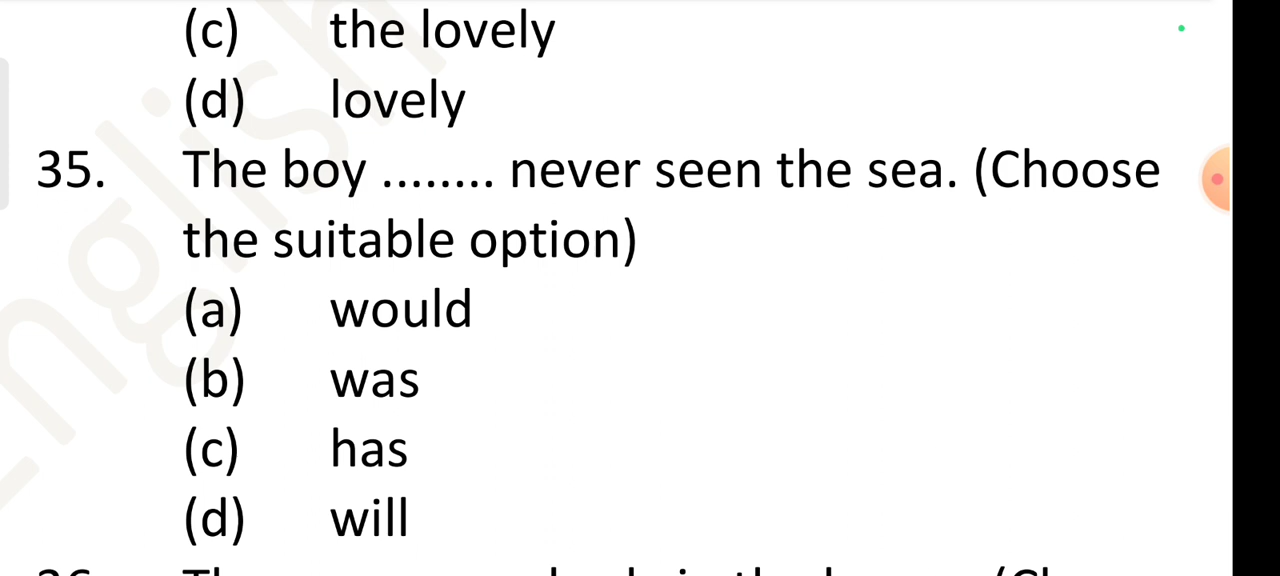 (c) the lovely
(d) lovely
35. The boy ........ never seen the sea. (Choose
the suitable option)
(a) would
(b) was
(c) has
(d) will